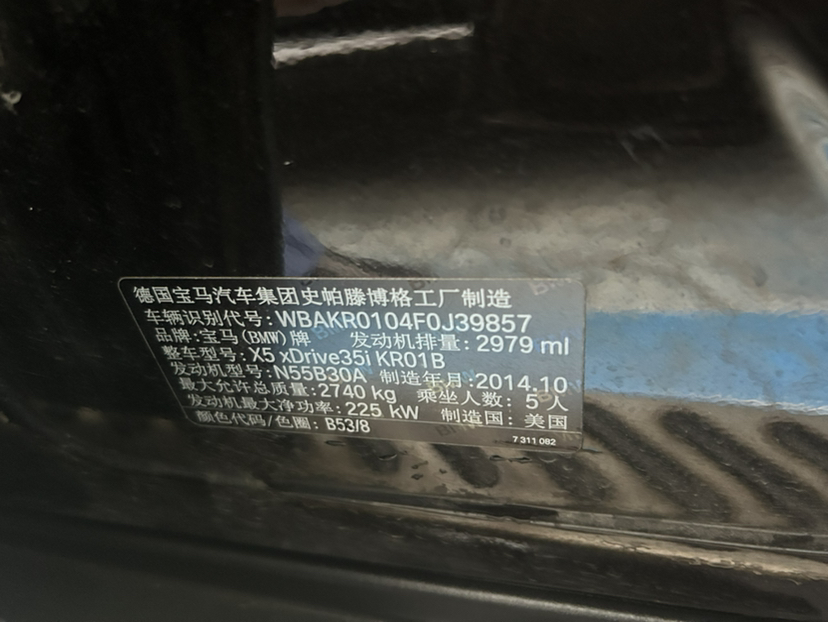 德国宝马汽车集团史帕滕博格工厂制造
车辆识别代号: WBAKR0104F0J39857
品牌: 宝马(BMW)牌 发动机排量: 2979 ml
整车型号: X5 xDrive35i KR01B
发动机型号: N55B30A 制造年月: 2014.10
最大允许总质量: 2740 kg 乘坐人数: 5 人
发动机最大净功率: 225 kW 制造国: 美国
颜色代码/色圈: B53/8
7 311 082